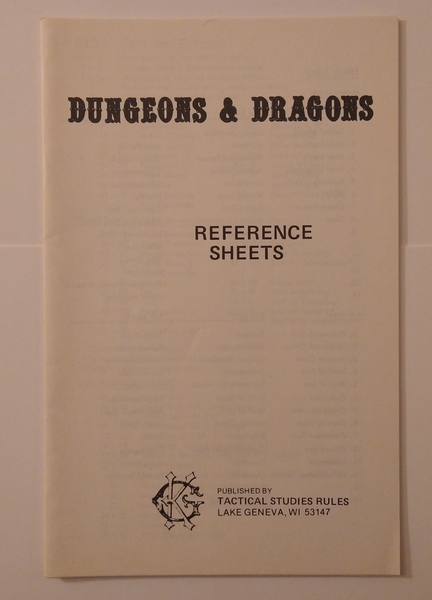 DUNGEONS & DRAGONS
REFERENCE
SHEETS
PUBLISHED BY
TACTICAL STUDIES RULES
LAKE GENEVA, WI 53147